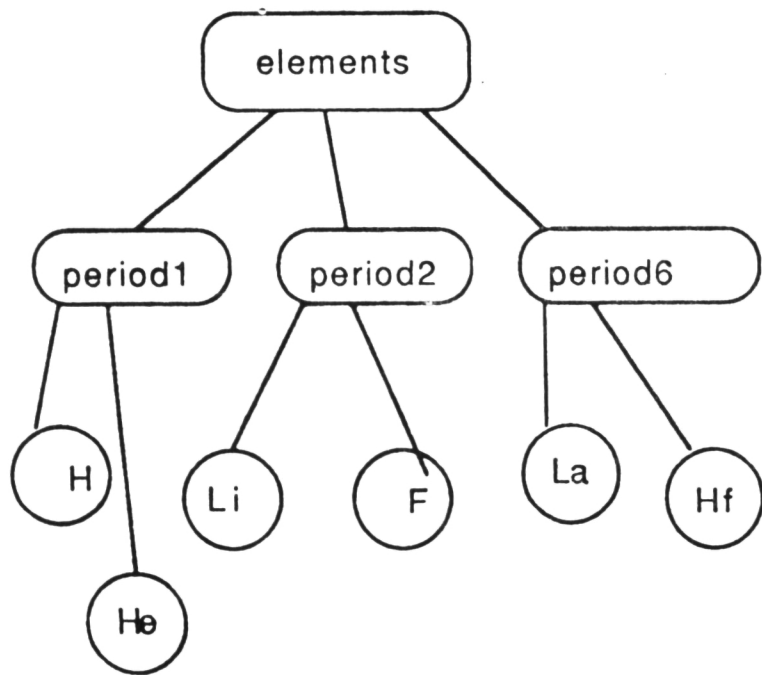 elements
period1
period2
period6
H
Li
F
La
Hf
He